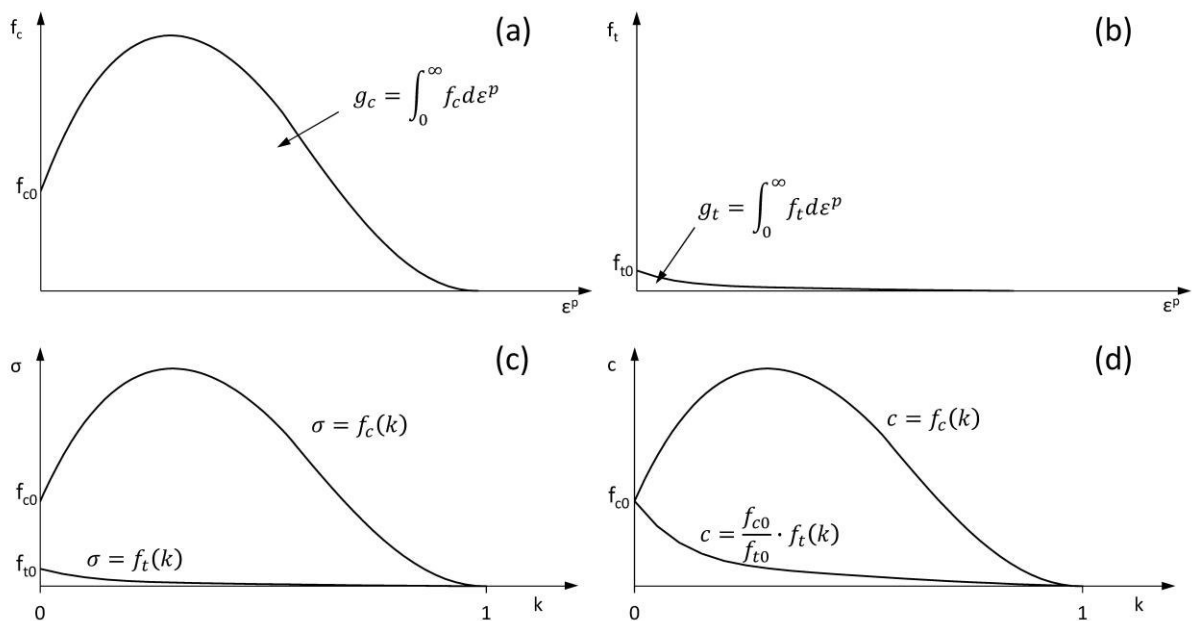 f_c
(a)
g_c = ∫_0^∞ f_c dε^p
f_c0
ε^p
f_t
(b)
g_t = ∫_0^∞ f_t dε^p
f_t0
ε^p
σ
(c)
σ = f_c(k)
f_c0
f_t0
σ = f_t(k)
0
1
k
c
(d)
c = f_c(k)
f_c0
c = f_c0/f_t0 · f_t(k)
0
1
k